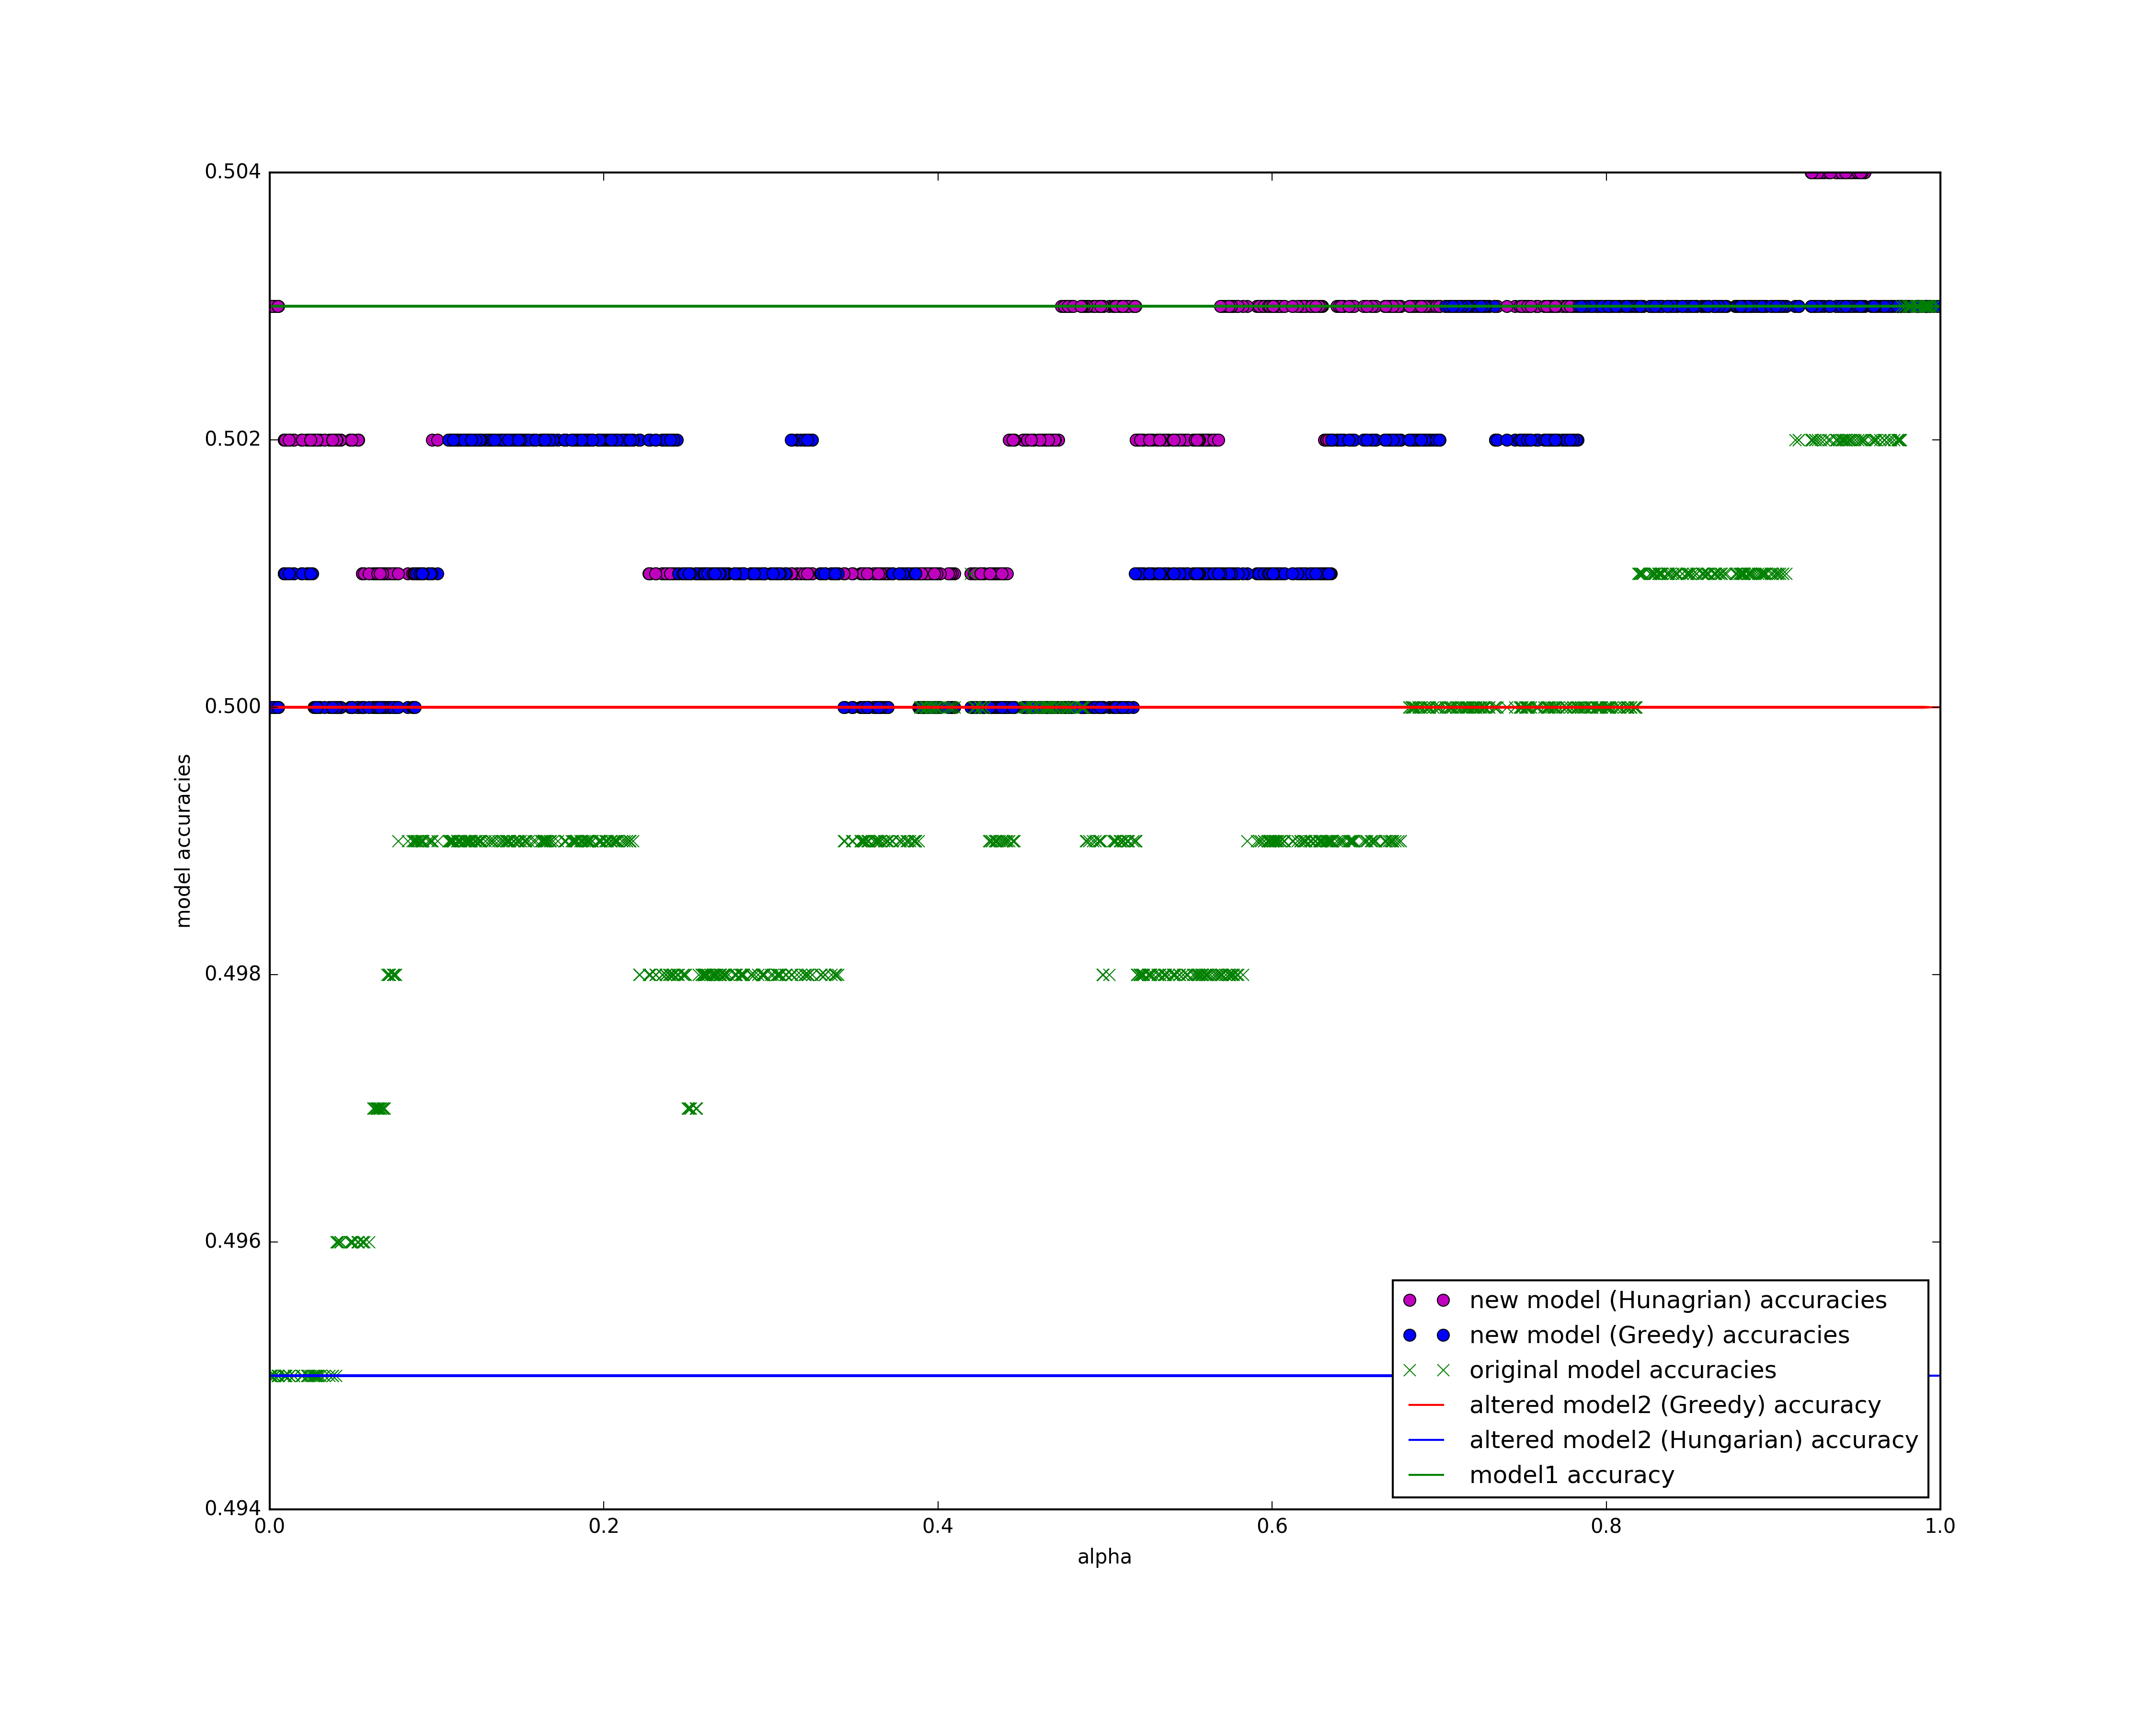 0.504
0.502
0.500
0.498
0.496
0.494
model accuracies
0.0 0.2 0.4 0.6 0.8 1.0
alpha
new model (Hunagrian) accuracies
new model (Greedy) accuracies
original model accuracies
altered model2 (Greedy) accuracy
altered model2 (Hungarian) accuracy
model1 accuracy